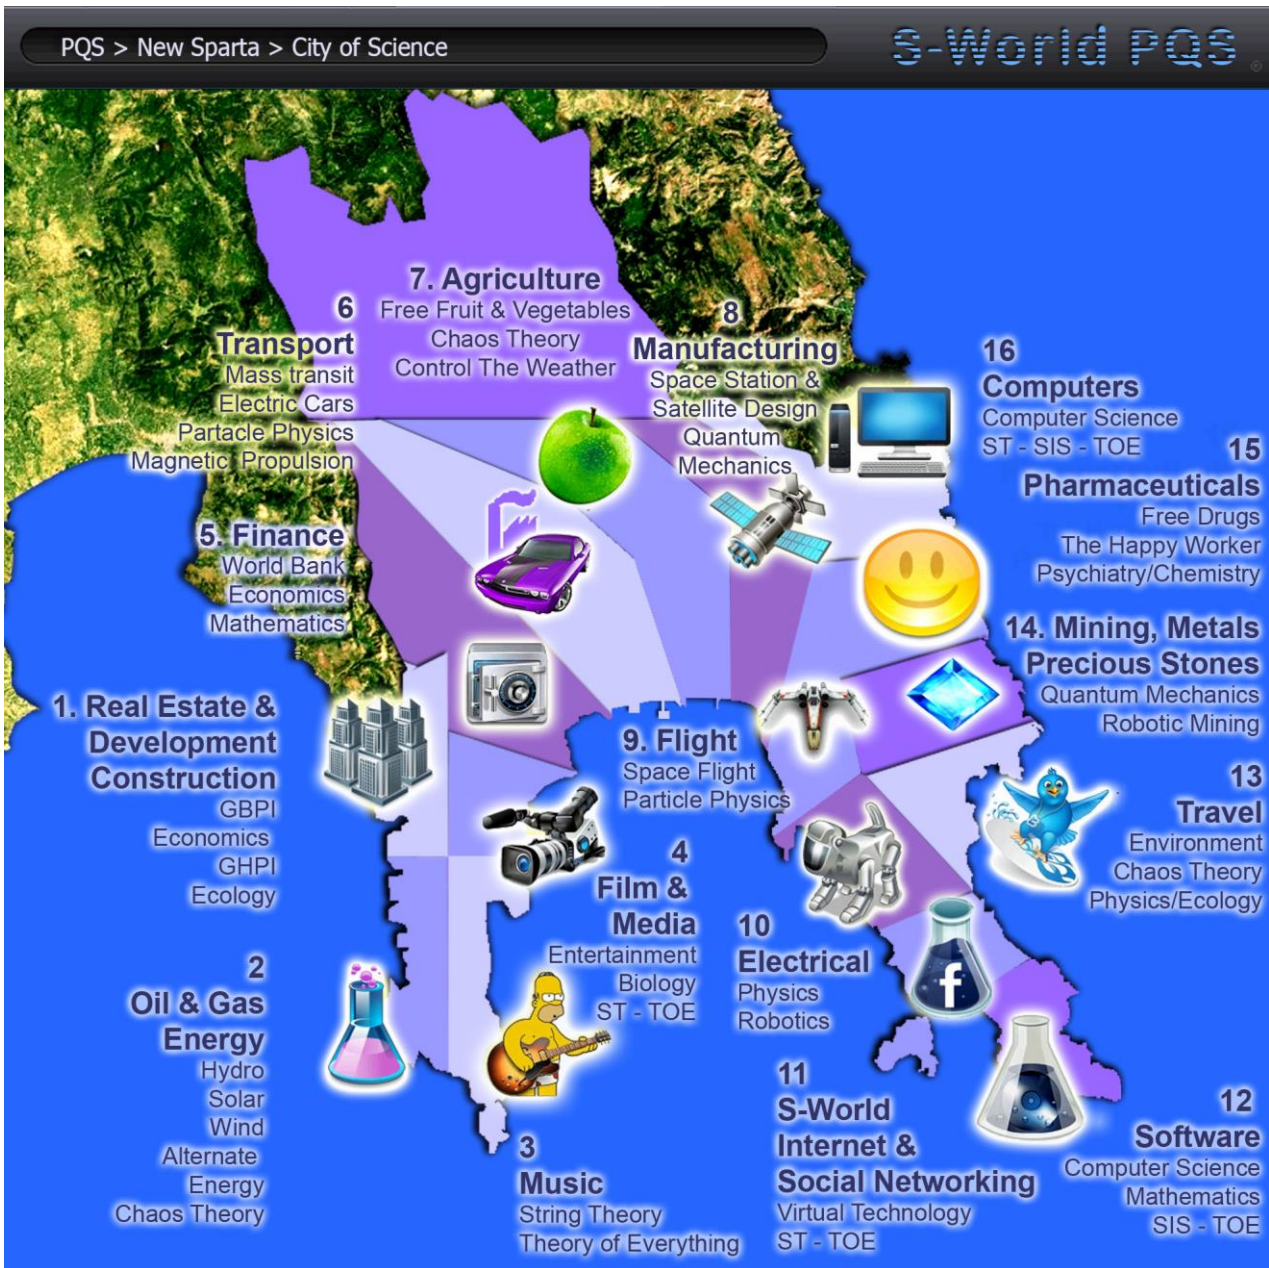 PQS > New Sparta > City of Science
S-World PQS
®
7. Agriculture
Free Fruit & Vegetables
Chaos Theory
Control The Weather
6
Transport
Mass transit
Electric Cars
Partacle Physics
Magnetic Propulsion
8
Manufacturing
Space Station &
Satellite Design
Quantum
Mechanics
16
Computers
Computer Science
ST - SIS - TOE
15
Pharmaceuticals
Free Drugs
The Happy Worker
Psychiatry/Chemistry
5. Finance
World Bank
Economics
Mathematics
14. Mining, Metals
Precious Stones
Quantum Mechanics
Robotic Mining
1. Real Estate &
Development
Construction
GBPI
Economics
GHPI
Ecology
9. Flight
Space Flight
Particle Physics
13
Travel
Environment
Chaos Theory
Physics/Ecology
4
Film &
Media
Entertainment
Biology
ST - TOE
10
Electrical
Physics
Robotics
f
2
Oil & Gas
Energy
Hydro
Solar
Wind
Alternate
Energy
Chaos Theory
3
Music
String Theory
Theory of Everything
11
S-World
Internet &
Social Networking
Virtual Technology
ST - TOE
12
Software
Computer Science
Mathematics
SIS - TOE